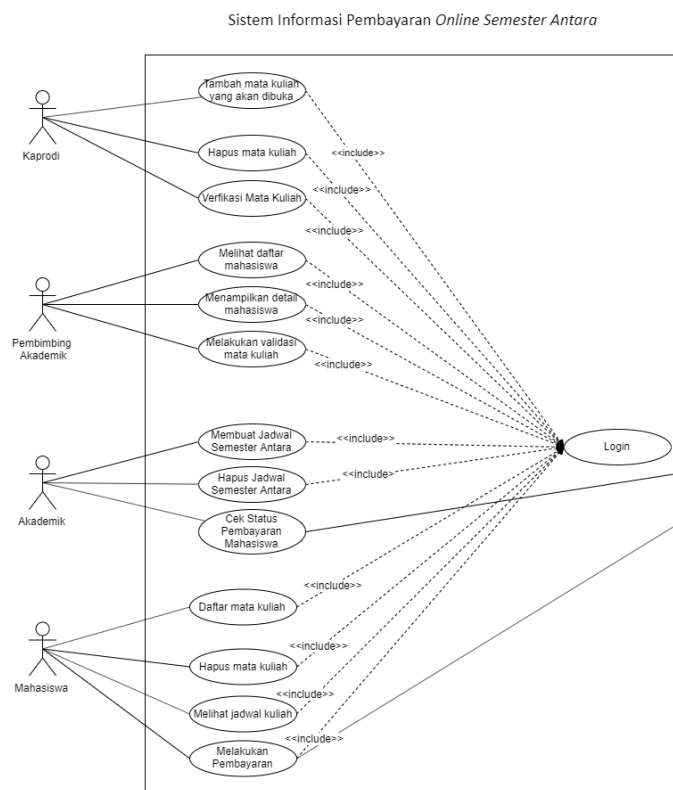 Sistem Informasi Pembayaran Online Semester Antara
Tambah mata kuliah
yang akan dibuka
Kaprodi
Hapus mata kuliah
<<include>>
<<include>>
Verfikasi Mata Kuliah
<<include>>
Melihat daftar
mahasiswa
<<include>>
Menampilkan detail
mahasiswa
<<include>>
Pembimbing
Akademik
Melakukan validasi
mata kuliah
<<include>>
Membuat Jadwal
Semester Antara
<<include>>
Login
Hapus Jadwal
Semester Antara
<<include>
Akademik
Cek Status
Pembayaran
Mahasiswa
<<include>>
Daftar mata kuliah
<<include>>
Hapus mata kuliah
Mahasiswa
<<include>>
Melihat jadwal kuliah
<<include>>
Melakukan
Pembayaran